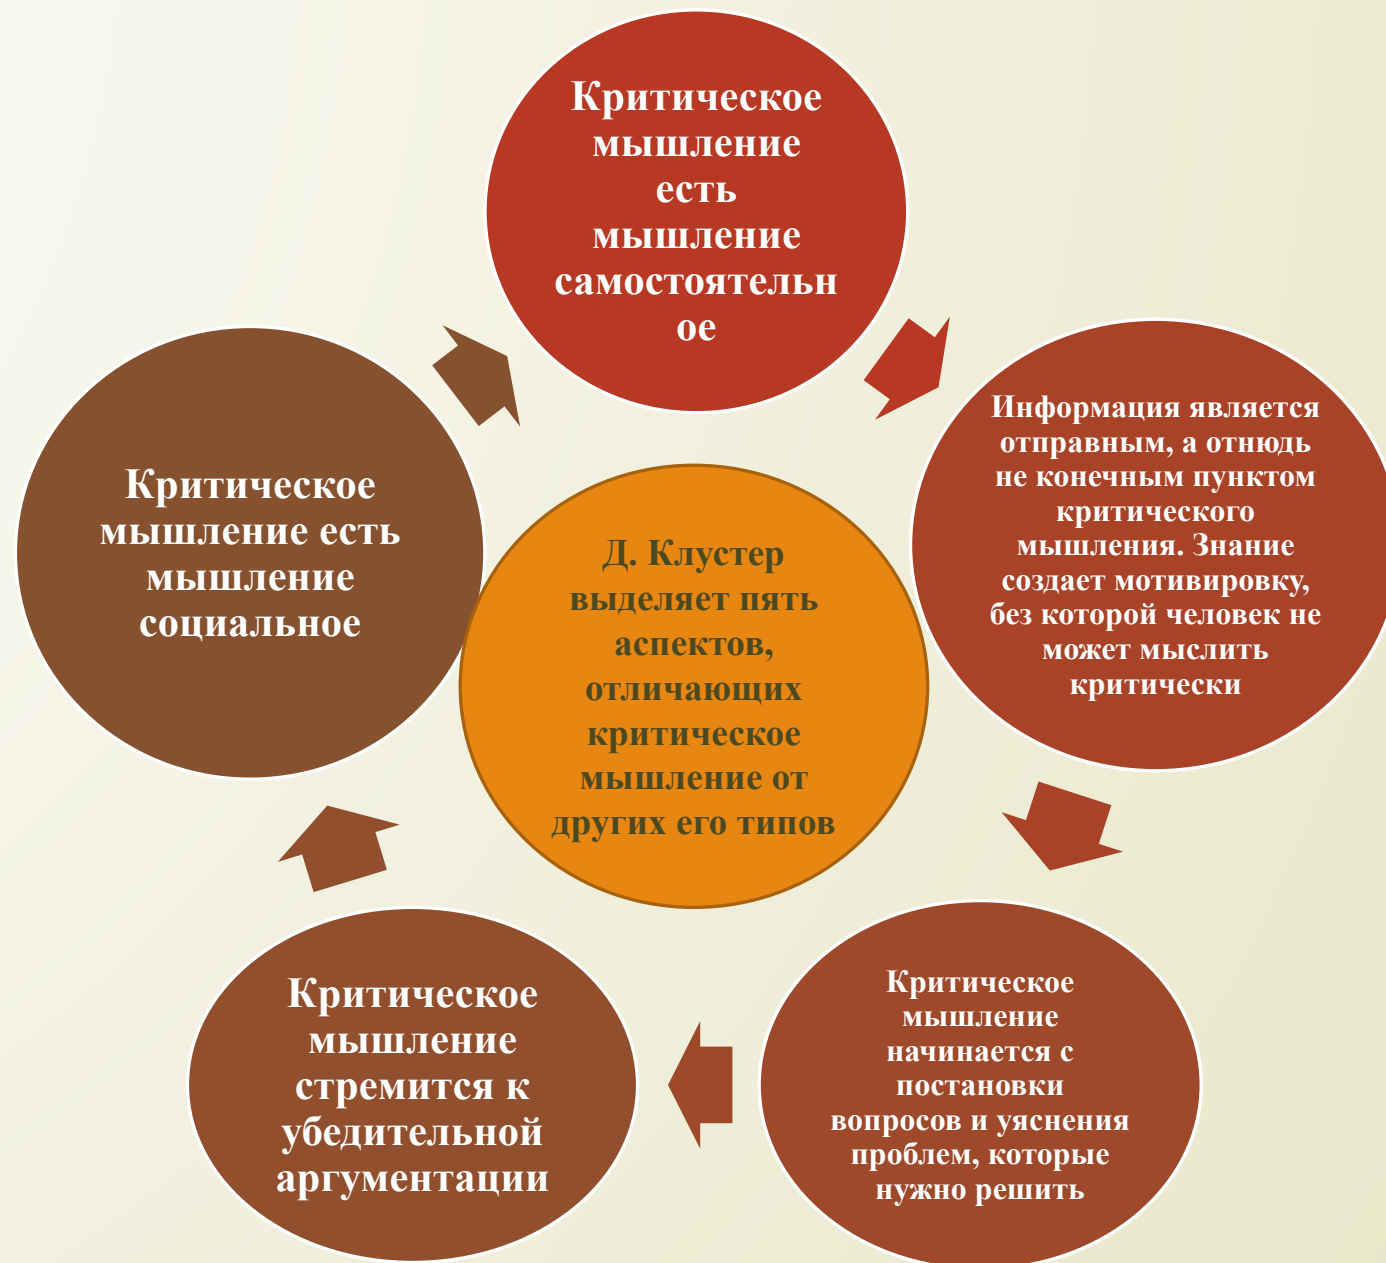 Критическое
мышление
есть
мышление
самостоятельн
ое
Информация является
отправным, а отнюдь
не конечным пунктом
критического
мышления. Знание
создает мотивировку,
без которой человек не
может мыслить
критически
Критическое
мышление
начинается с
постановки
вопросов и уяснения
проблем, которые
нужно решить
Критическое
мышление
стремится к
убедительной
аргументации
Критическое
мышление есть
мышление
социальное
Д. Клустер
выделяет пять
аспектов,
отличающих
критическое
мышление от
других его типов